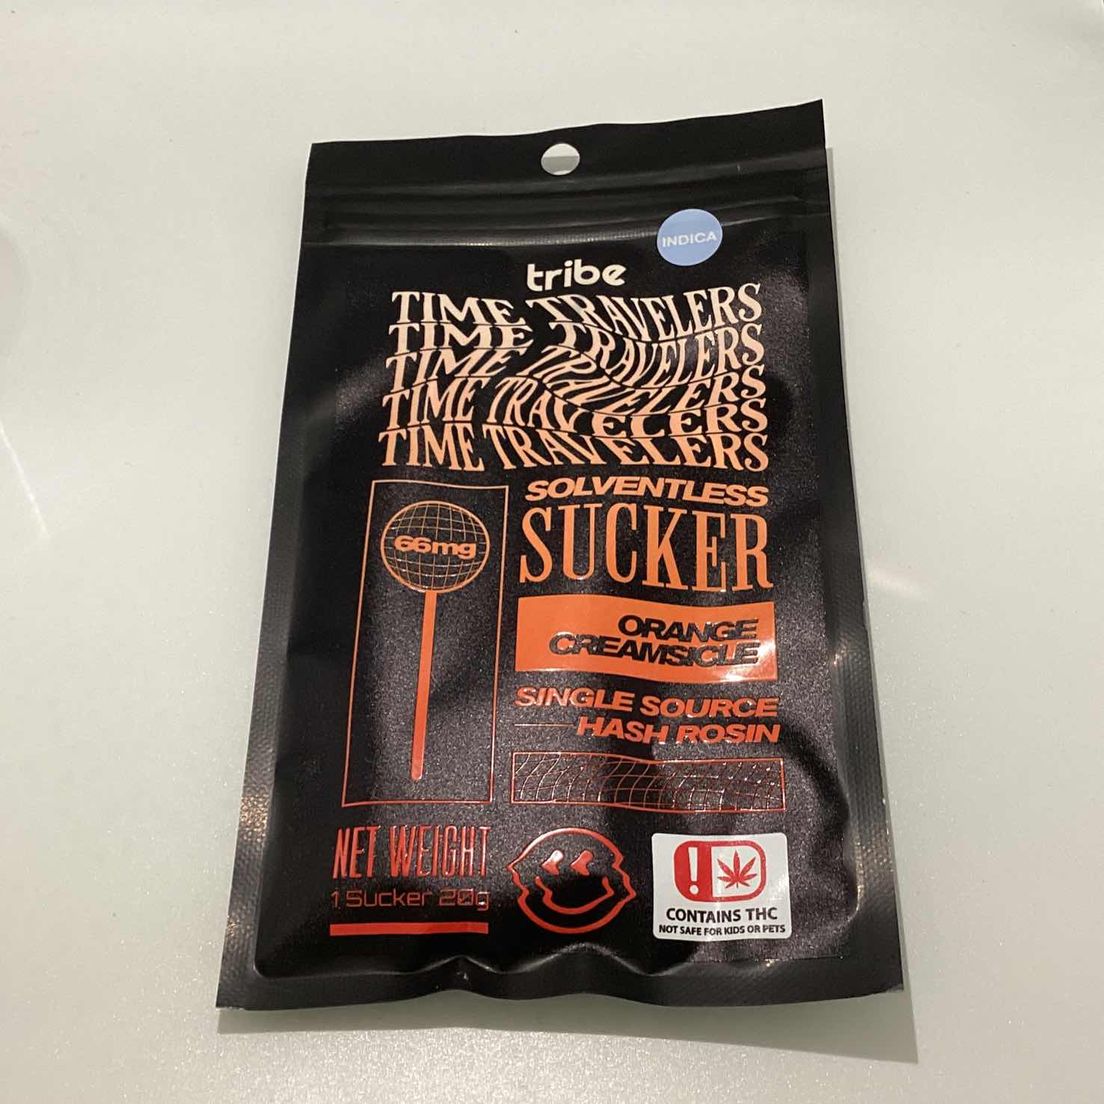 INDICA
tribe
TIME TRAVELERS
TIME TRAVELERS
TIME TRAVELERS
TIME TRAVELERS
TIME TRAVELERS
SOLVENTLESS
SUCKER
66mg
ORANGE
CREAMSICLE
SINGLE SOURCE
HASH ROSIN
NET WEIGHT
1 Sucker 20g
!
CONTAINS THC
NOT SAFE FOR KIDS OR PETS